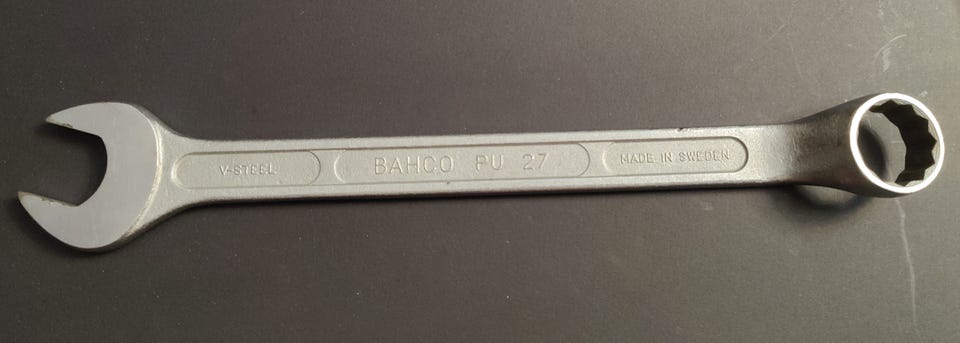 V-STEEL
BAHCO PU 27
MADE IN SWEDEN